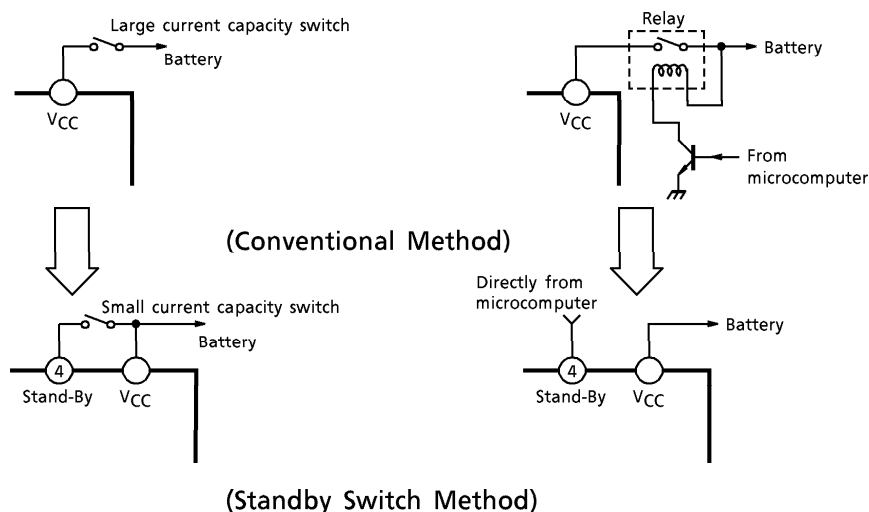 Large current capacity switch
Battery
VCC
Relay
Battery
VCC
From
microcomputer
(Conventional Method)
Small current capacity switch
Battery
4
Stand-By
VCC
Directly from
microcomputer
Battery
4
Stand-By
VCC
(Standby Switch Method)